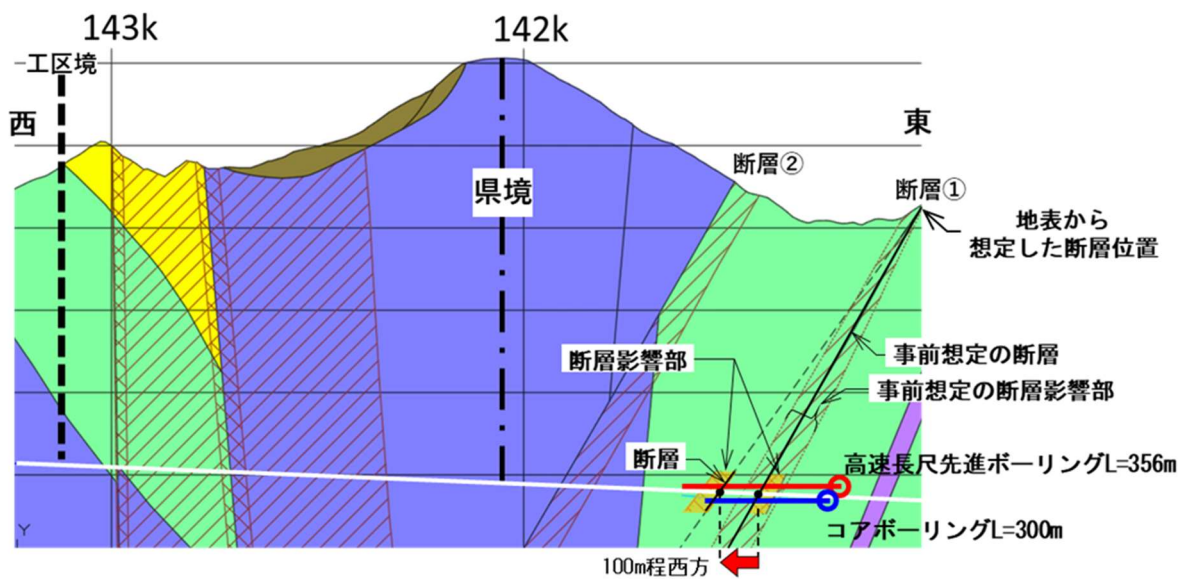 143k
142k
工区境
西
東
断層②
断層①
県境
地表から
想定した断層位置
断層影響部
事前想定の断層
事前想定の断層影響部
断層
高速長尺先進ボーリングL=356m
コアボーリングL=300m
100m程西方
Y